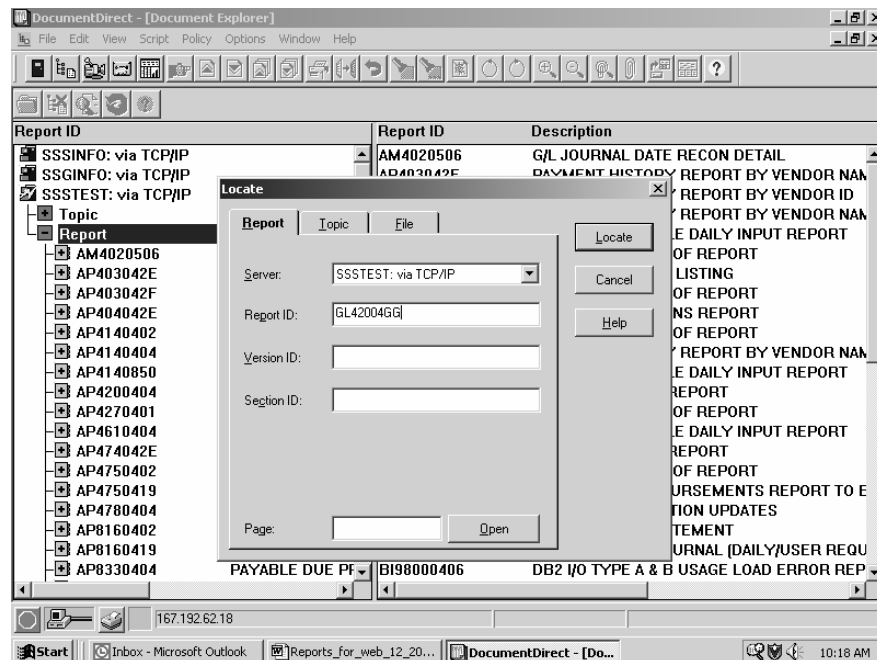 DocumentDirect - [Document Explorer]
File Edit View Script Policy Options Window Help
Report ID
Report ID Description
SSSINFO: via TCP/IP
SSGINFO: via TCP/IP
SSSTEST: via TCP/IP
Topic
Report
AM4020506
AP403042E
AP403042F
AP404042E
AP4140402
AP4140404
AP4140850
AP4200404
AP4270401
AP4610404
AP474042E
AP4750402
AP4750419
AP4780404
AP8160402
AP8160419
AP8330404 PAYABLE DUE PF
AM4020506 G/L JOURNAL DATE RECON DETAIL
AP403042E PAYMENT HISTORY REPORT BY VENDOR NAM
REPORT BY VENDOR ID
REPORT BY VENDOR NAM
E DAILY INPUT REPORT
OF REPORT
LISTING
OF REPORT
NS REPORT
OF REPORT
REPORT BY VENDOR NAM
E DAILY INPUT REPORT
REPORT
OF REPORT
E DAILY INPUT REPORT
REPORT
OF REPORT
URSEMENTS REPORT TO E
TION UPDATES
TEMENT
URNAL (DAILY/USER REQU
BI98000406 DB2 I/O TYPE A & B USAGE LOAD ERROR REP
Locate
Report Topic File
Server: SSSTEST: via TCP/IP
Report ID: GL42004GG
Version ID:
Section ID:
Page: Open
Locate
Cancel
Help
167.192.62.18
Start Inbox - Microsoft Outlook Reports_for_web_12_20... DocumentDirect - [Do... 10:18 AM